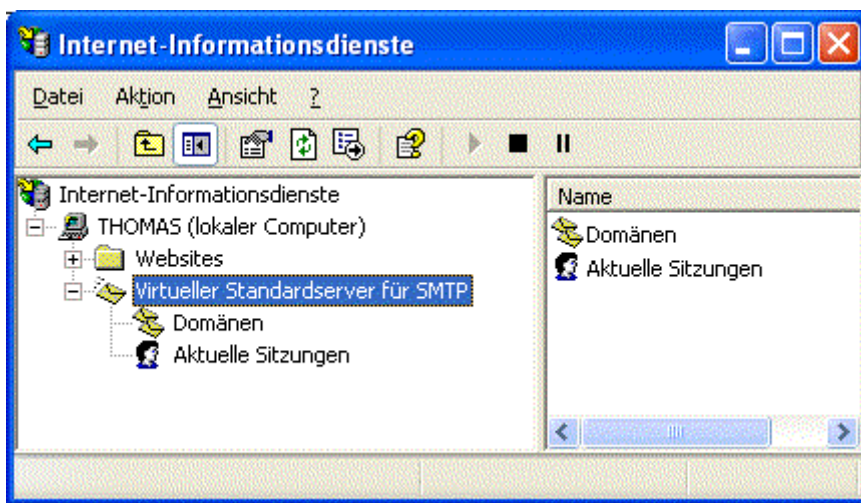 Internet-Informationsdienste
Datei Aktion Ansicht ?
Internet-Informationsdienste
THOMAS (lokaler Computer)
Websites
Virtueller Standardserver für SMTP
Domänen
Aktuelle Sitzungen
Name
Domänen
Aktuelle Sitzungen